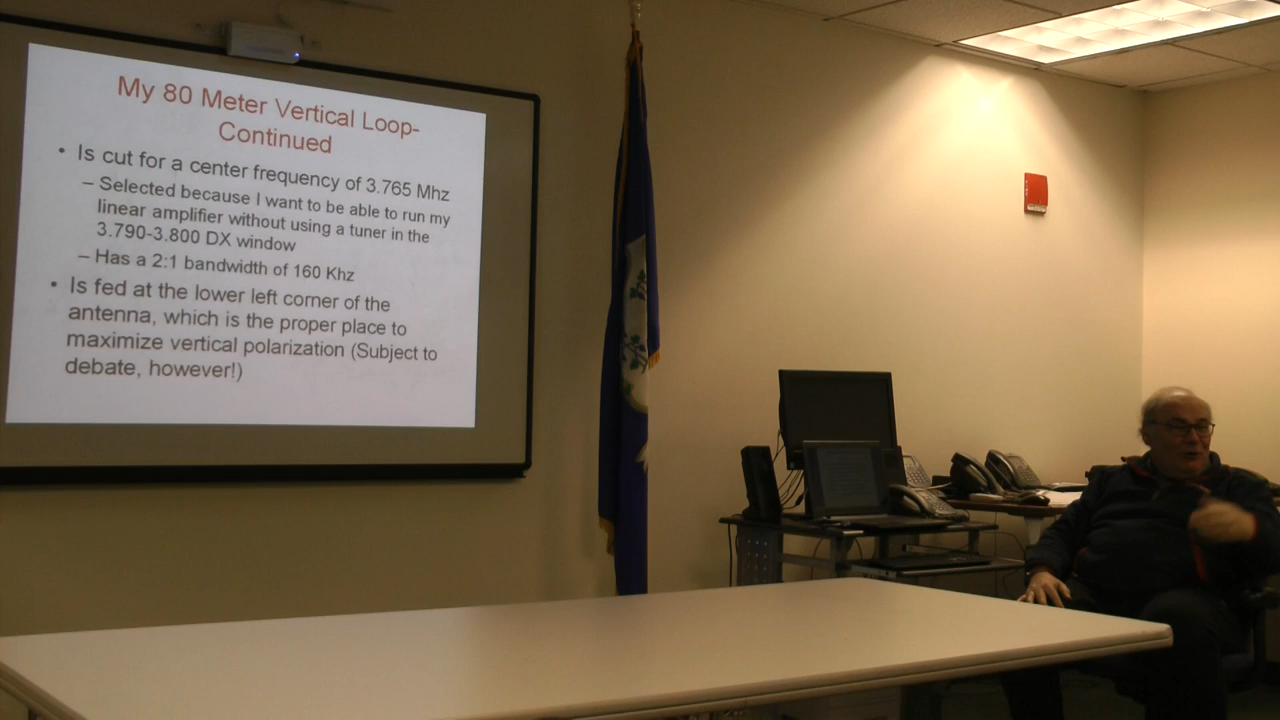 My 80 Meter Vertical Loop-
Continued
• Is cut for a center frequency of 3.765 Mhz
– Selected because I want to be able to run my
linear amplifier without using a tuner in the
3.790-3.800 DX window
– Has a 2:1 bandwidth of 160 Khz
• Is fed at the lower left corner of the
antenna, which is the proper place to
maximize vertical polarization (Subject to
debate, however!)